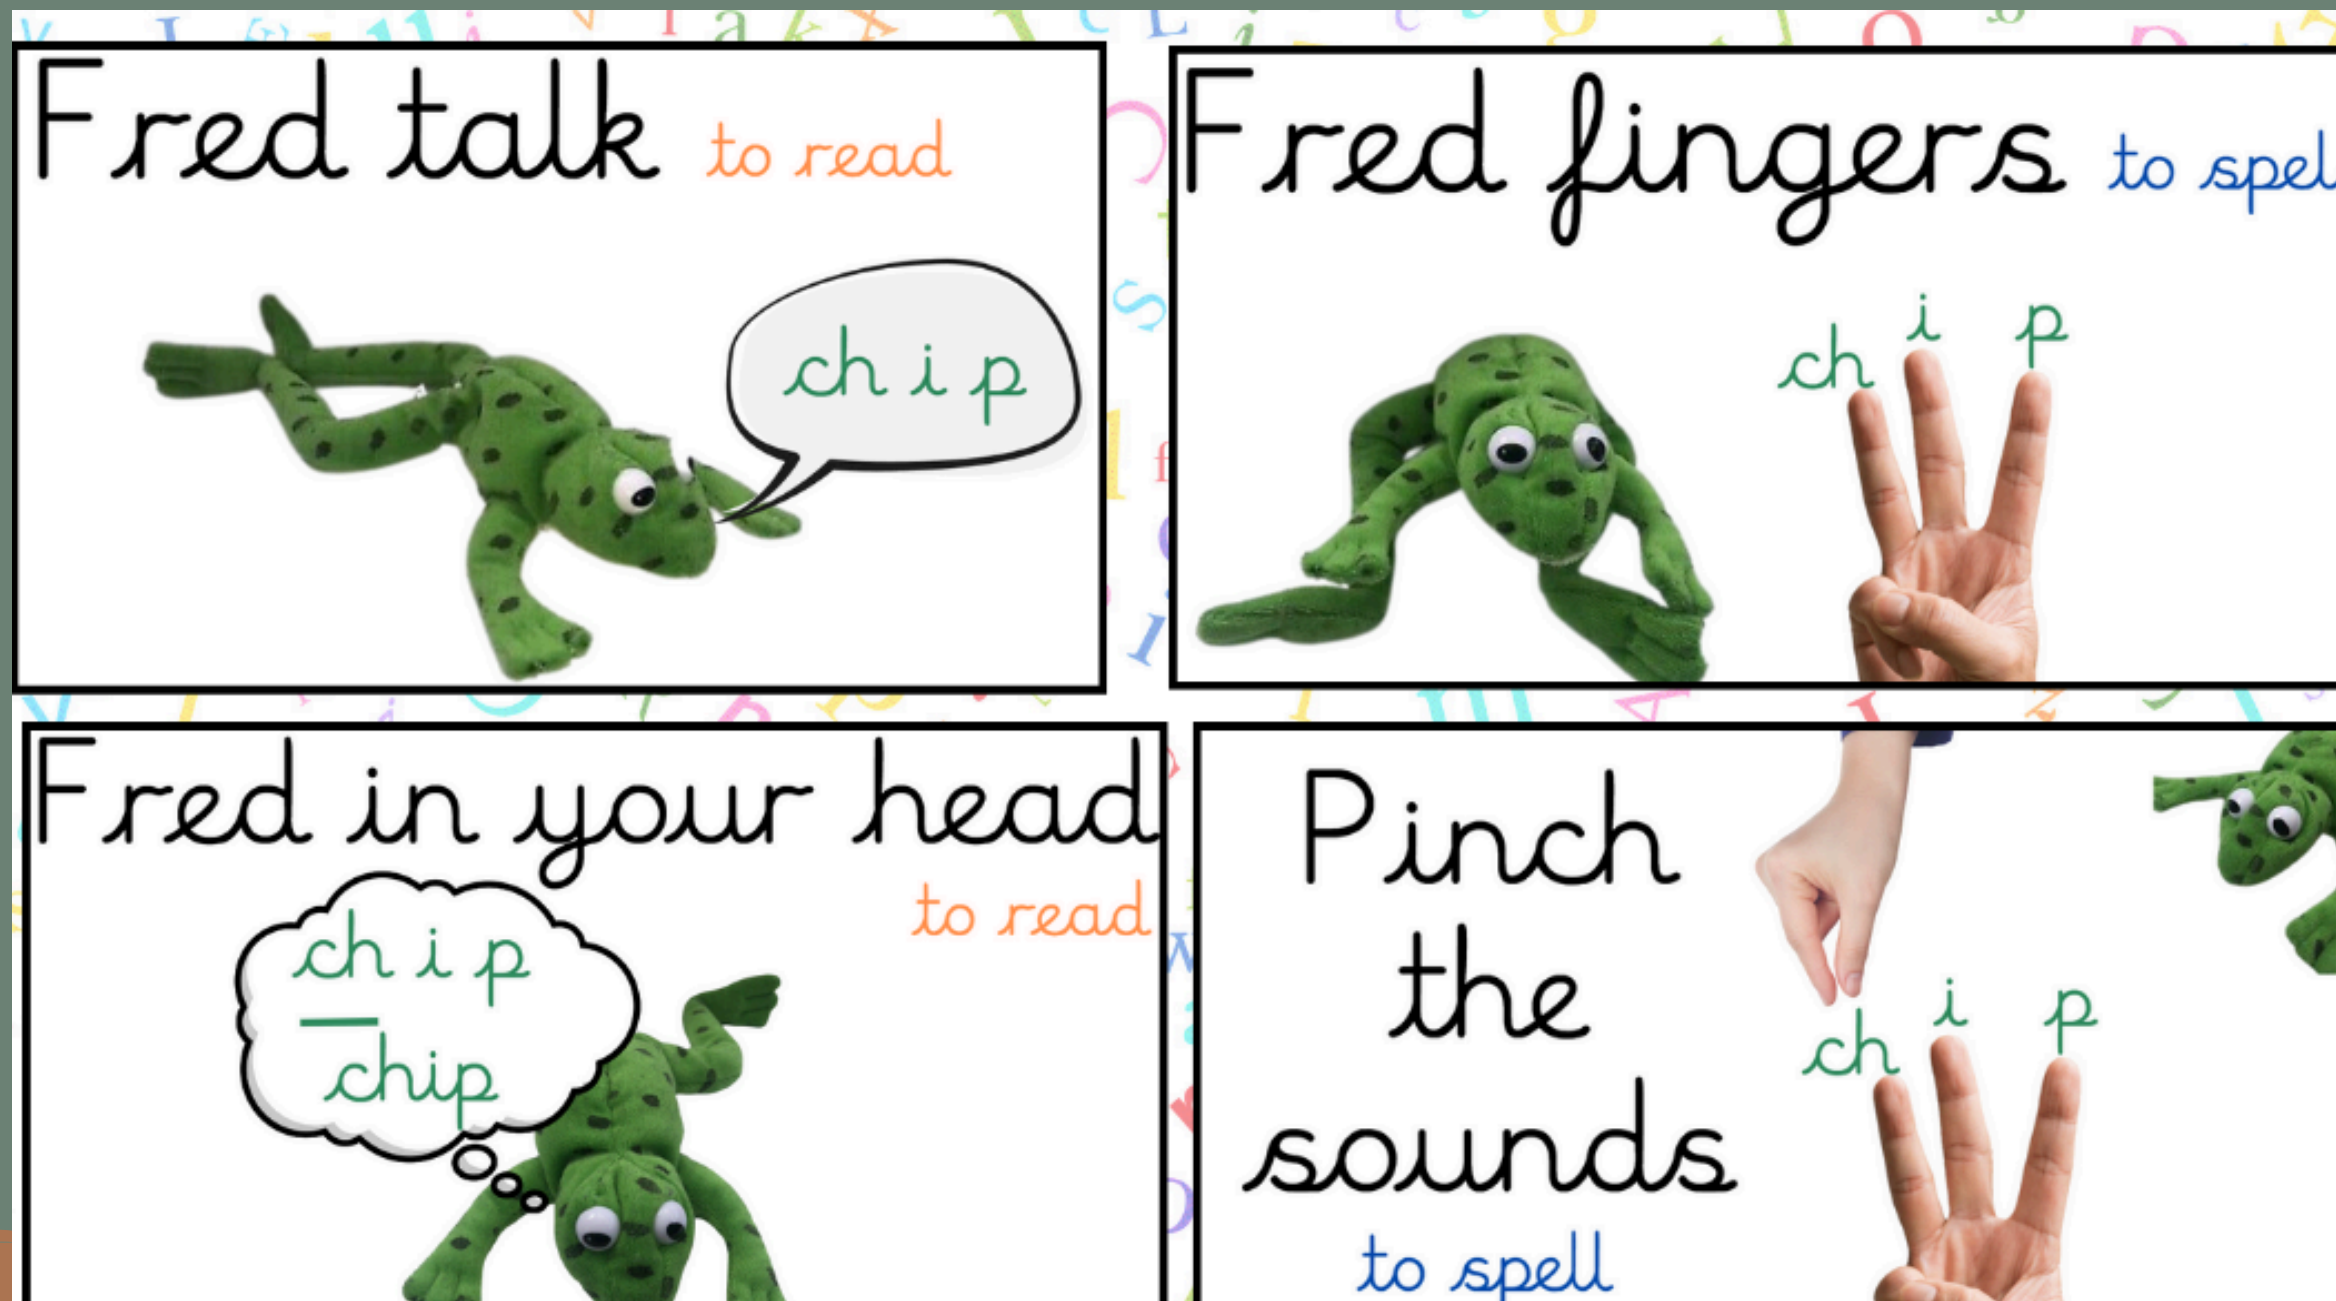 Fred talk to read
ch i p
Fred fingers to spel
ch i p
Fred in your head
to read
ch i p
chip
Pinch
the
sounds
to spell
ch i p